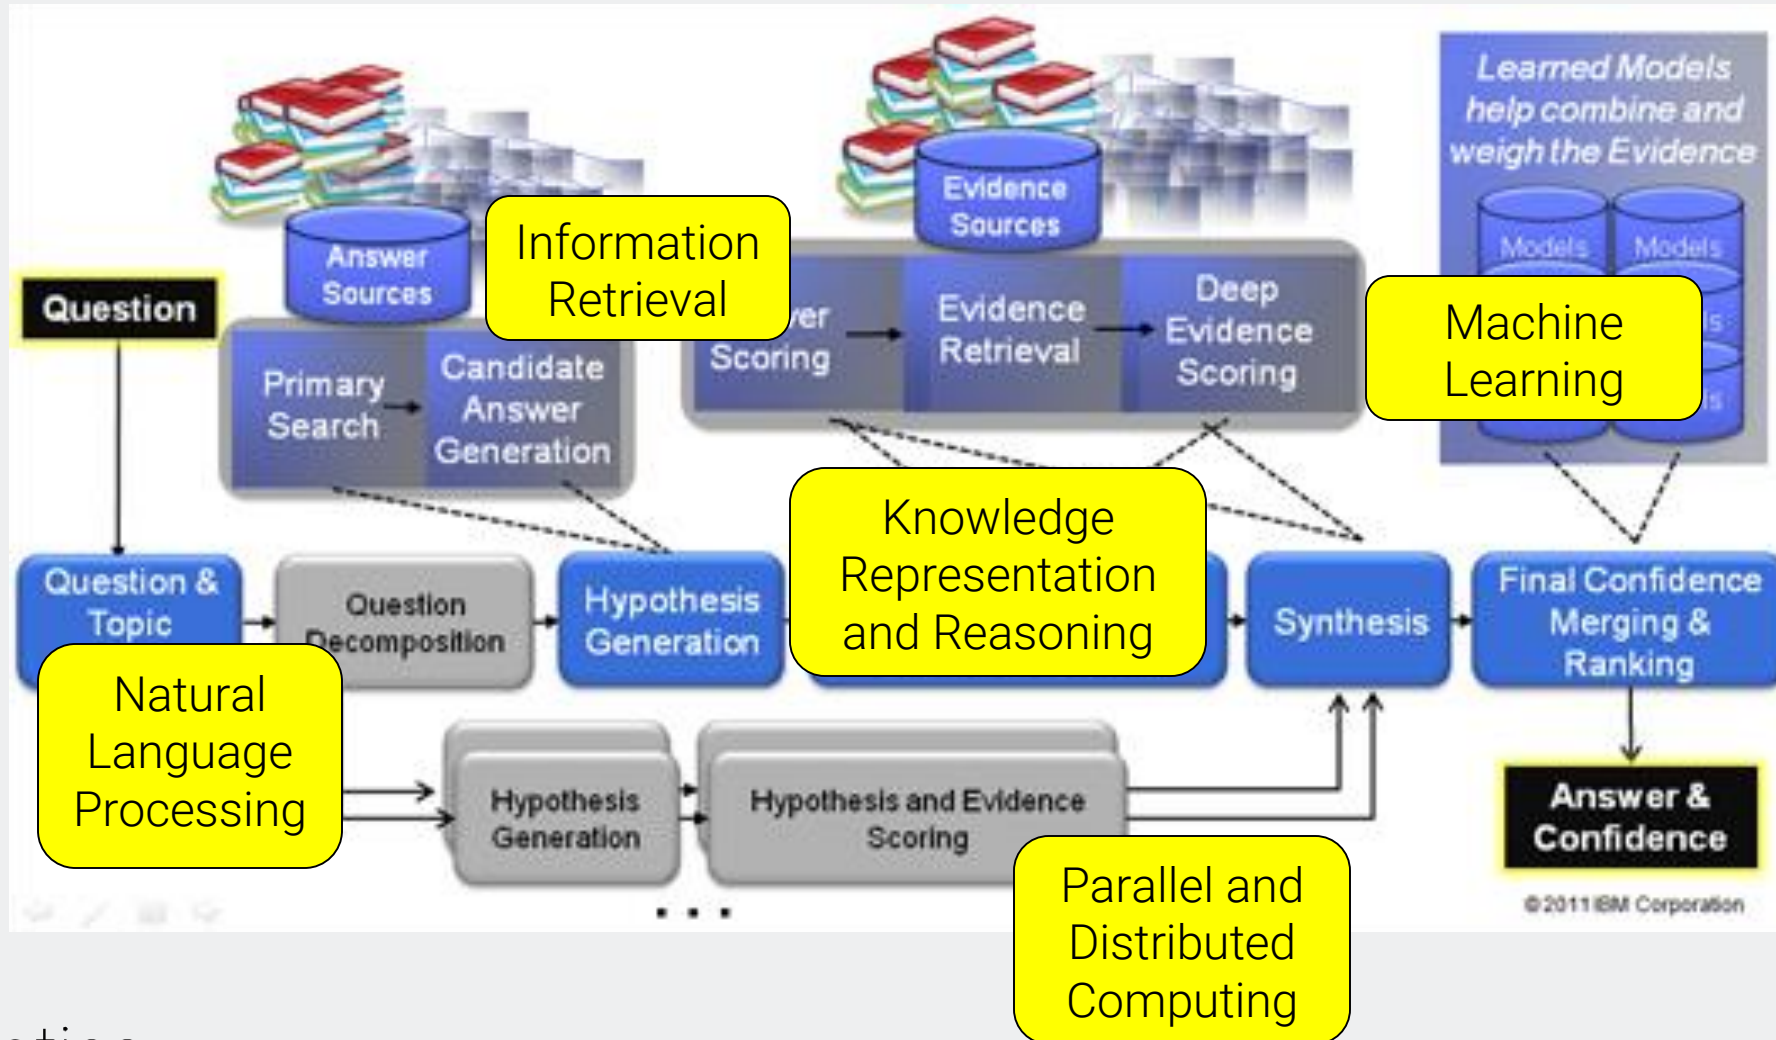 Learned Models
help combine and
weigh the Evidence
Models
Models
Evidence
Sources
Answer
Sources
Information
Retrieval
Question
Scoring
Evidence
Retrieval
Deep
Evidence
Scoring
Machine
Learning
Primary
Search
Candidate
Answer
Generation
Knowledge
Representation
and Reasoning
Question &
Topic
Question
Decomposition
Hypothesis
Generation
Synthesis
Final Confidence
Merging &
Ranking
Natural
Language
Processing
Hypothesis
Generation
Hypothesis and Evidence
Scoring
. . .
Answer &
Confidence
Parallel and
Distributed
Computing
© 2011 IBM Corporation